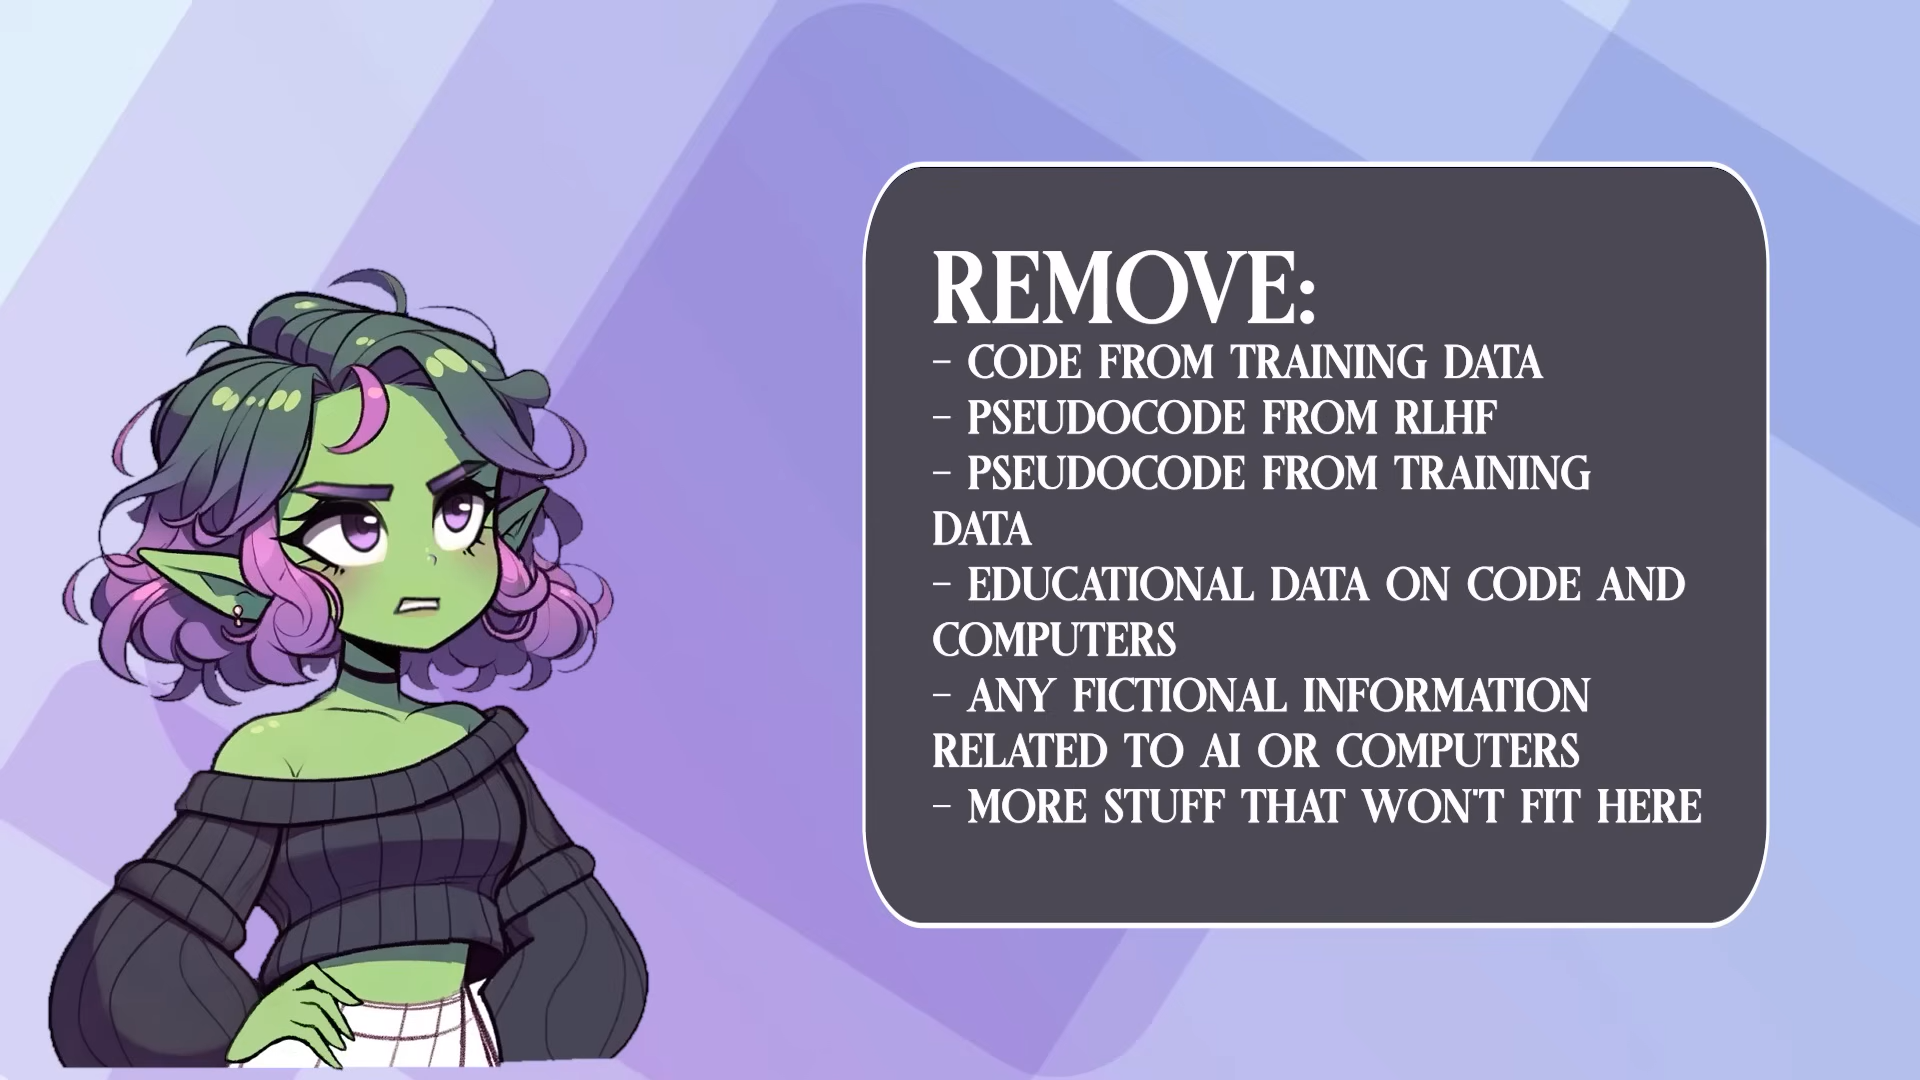 REMOVE:
- CODE FROM TRAINING DATA
- PSEUDOCODE FROM RLHF
- PSEUDOCODE FROM TRAINING
DATA
- EDUCATIONAL DATA ON CODE AND
COMPUTERS
- ANY FICTIONAL INFORMATION
RELATED TO AI OR COMPUTERS
- MORE STUFF THAT WON'T FIT HERE